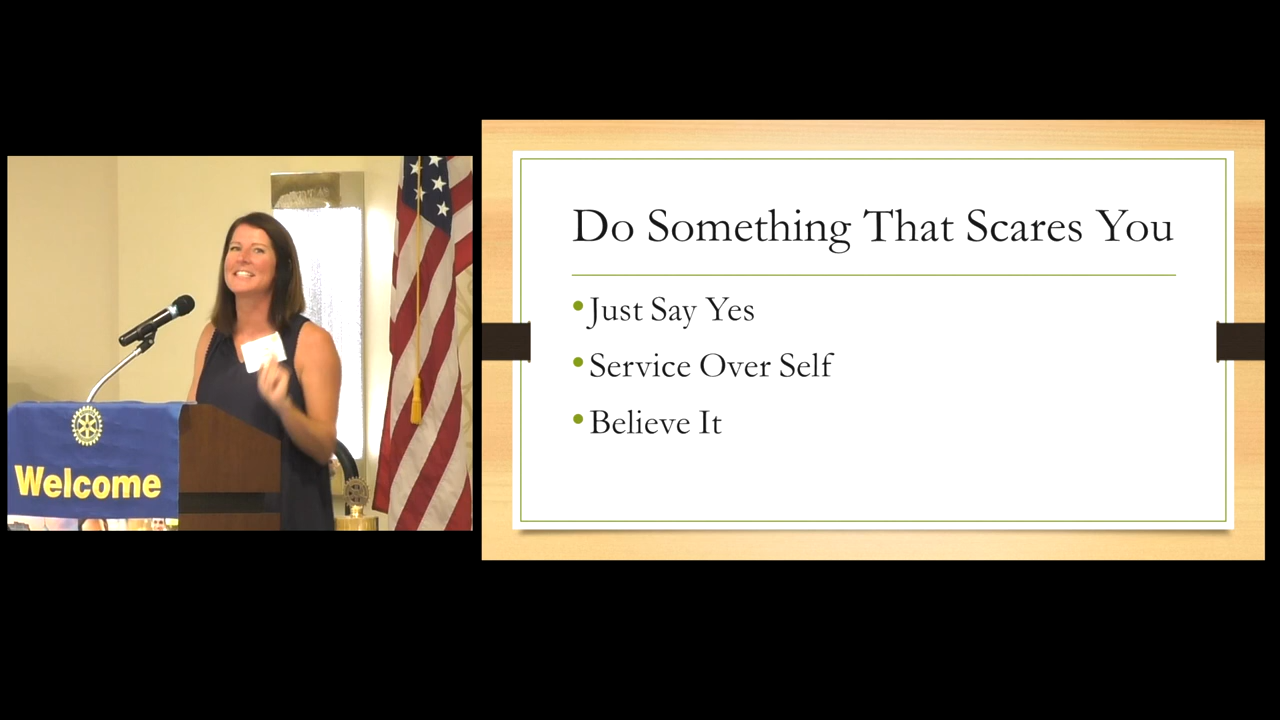 Welcome
Do Something That Scares You
•Just Say Yes
•Service Over Self
•Believe It